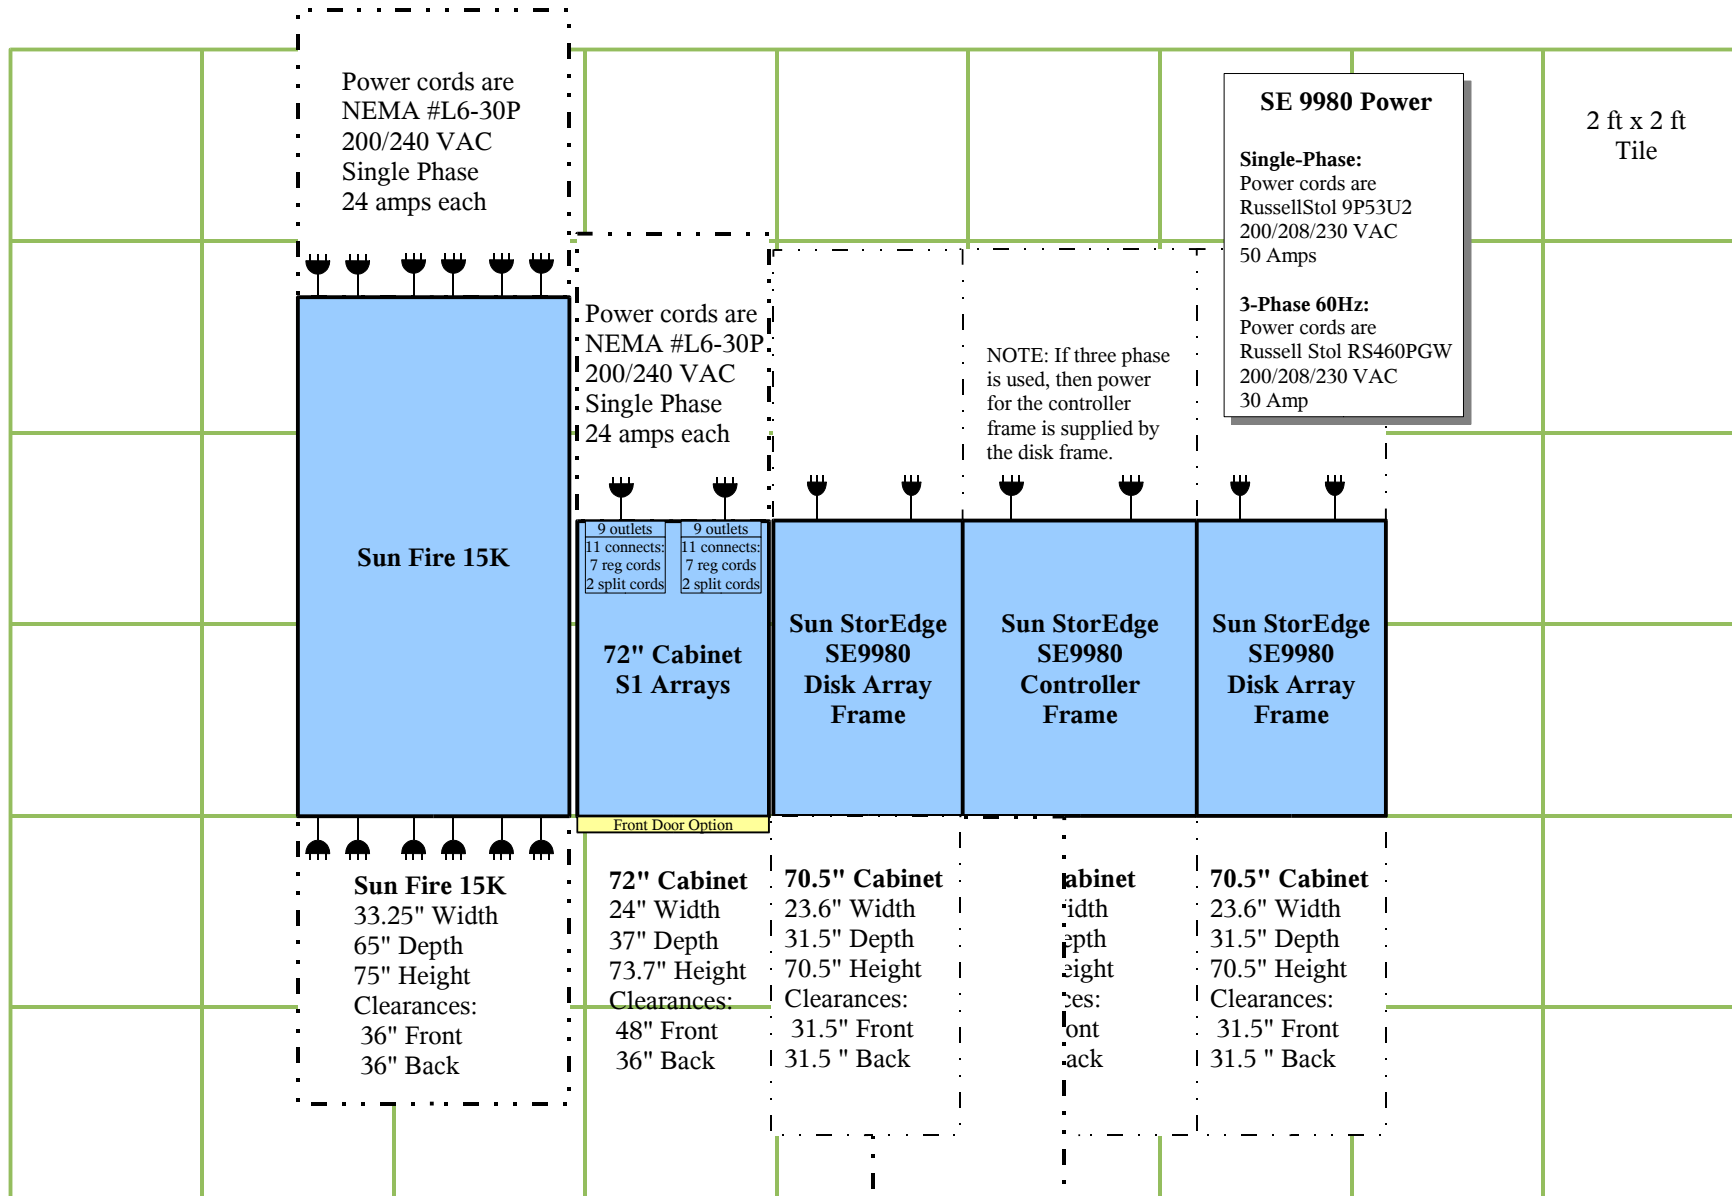 Power cords are
NEMA #L6-30P
200/240 VAC
Single Phase
24 amps each
SE 9980 Power
Single-Phase:
Power cords are
RussellStol 9P53U2
200/208/230 VAC
50 Amps
3-Phase 60Hz:
Power cords are
Russell Stol RS460PGW
200/208/230 VAC
30 Amp
2 ft x 2 ft
Tile
Power cords are
NEMA #L6-30P
200/240 VAC
Single Phase
24 amps each
NOTE: If three phase
is used, then power
for the controller
frame is supplied by
the disk frame.
Sun Fire 15K
9 outlets
11 connects:
7 reg cords
2 split cords
9 outlets
11 connects:
7 reg cords
2 split cords
72" Cabinet
S1 Arrays
Sun StorEdge
SE9980
Disk Array
Frame
Sun StorEdge
SE9980
Controller
Frame
Sun StorEdge
SE9980
Disk Array
Frame
Front Door Option
Sun Fire 15K
33.25" Width
65" Depth
75" Height
Clearances:
36" Front
36" Back
72" Cabinet
24" Width
37" Depth
73.7" Height
Clearances:
48" Front
36" Back
70.5" Cabinet
23.6" Width
31.5" Depth
70.5" Height
Clearances:
31.5" Front
31.5 " Back
abinet
idth
epth
eight
ces:
ont
ack
70.5" Cabinet
23.6" Width
31.5" Depth
70.5" Height
Clearances:
31.5" Front
31.5 " Back